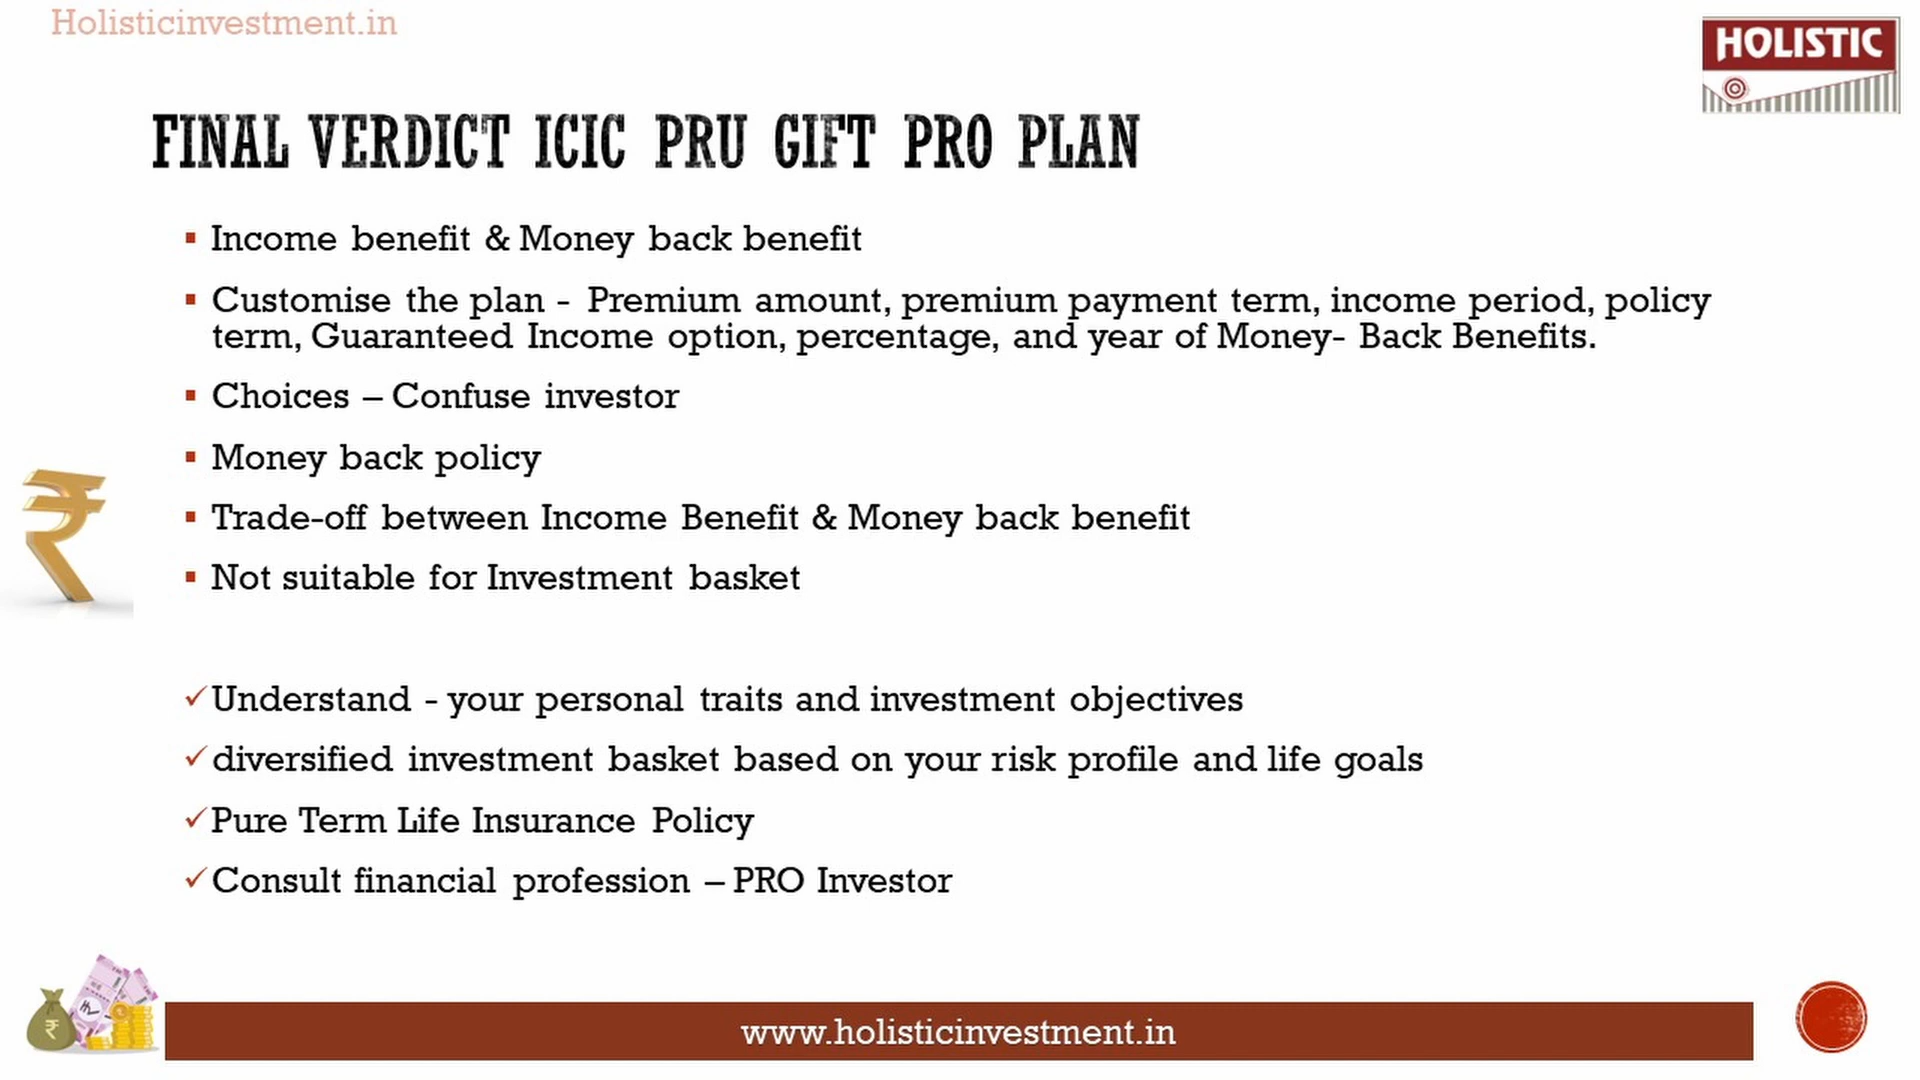 Holisticinvestment.in
HOLISTIC
FINAL VERDICT ICIC PRU GIFT PRO PLAN
▪ Income benefit & Money back benefit
▪ Customise the plan - Premium amount, premium payment term, income period, policy
term, Guaranteed Income option, percentage, and year of Money- Back Benefits.
▪ Choices – Confuse investor
▪ Money back policy
▪ Trade-off between Income Benefit & Money back benefit
▪ Not suitable for Investment basket
✓Understand - your personal traits and investment objectives
✓diversified investment basket based on your risk profile and life goals
✓Pure Term Life Insurance Policy
✓Consult financial profession – PRO Investor
www.holisticinvestment.in